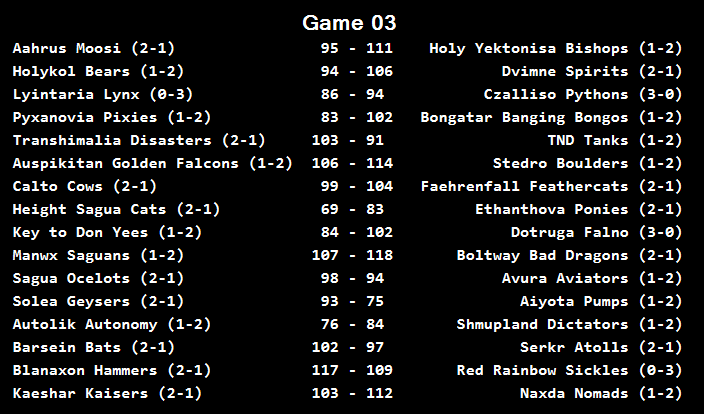 Game 03
Aahrus Moosi (2-1) 95 - 111 Holy Yektonisa Bishops (1-2)
Holykol Bears (1-2) 94 - 106 Dvimne Spirits (2-1)
Lyintaria Lynx (0-3) 86 - 94 Czalliso Pythons (3-0)
Pyxanovia Pixies (1-2) 83 - 102 Bongatar Banging Bongos (1-2)
Transhimalia Disasters (2-1) 103 - 91 TND Tanks (1-2)
Auspikitan Golden Falcons (1-2) 106 - 114 Stedro Boulders (1-2)
Calto Cows (2-1) 99 - 104 Faehrenfall Feathercats (2-1)
Height Sagua Cats (2-1) 69 - 83 Ethanthova Ponies (2-1)
Key to Don Yees (1-2) 84 - 102 Dotruga Falno (3-0)
Manwx Saguans (1-2) 107 - 118 Boltway Bad Dragons (2-1)
Sagua Ocelots (2-1) 98 - 94 Avura Aviators (1-2)
Solea Geysers (2-1) 93 - 75 Aiyota Pumps (1-2)
Autolik Autonomy (1-2) 76 - 84 Shmupland Dictators (1-2)
Barsein Bats (2-1) 102 - 97 Serkr Atolls (2-1)
Blanaxon Hammers (2-1) 117 - 109 Red Rainbow Sickles (0-3)
Kaeshar Kaisers (2-1) 103 - 112 Naxda Nomads (1-2)